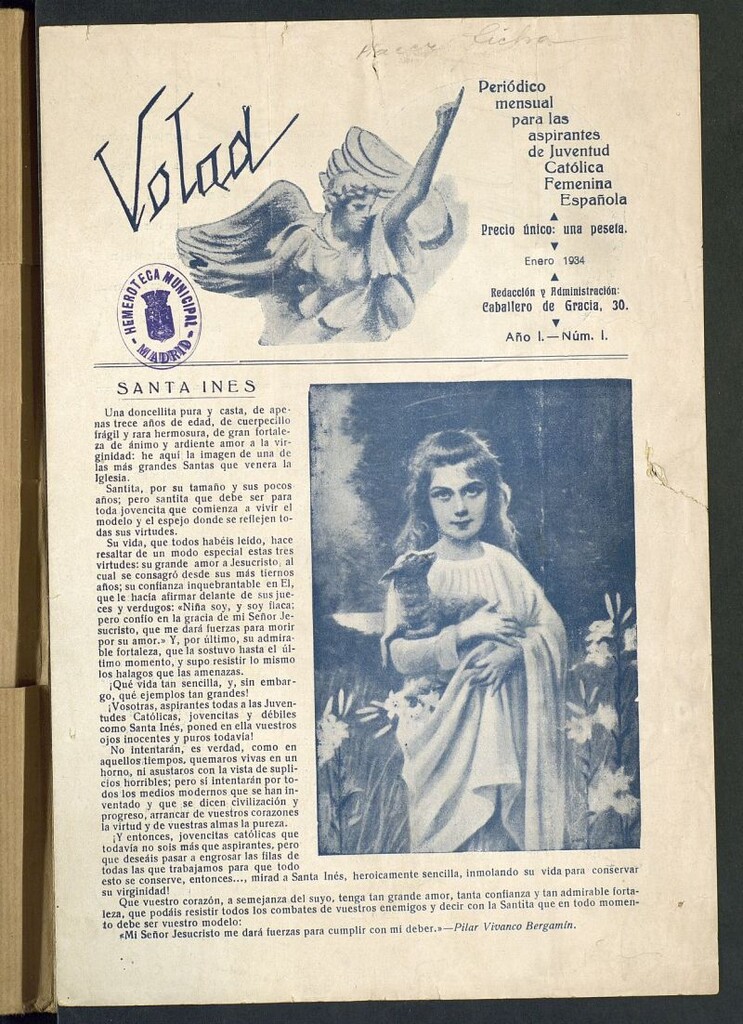 Hacer ficha
Volad
Periódico
mensual
para las
aspirantes
de Juventud
Católica
Femenina
Española
Precio único: una peseta.
Enero 1934
Redacción y Administración:
Caballero de Gracia, 30.
Año I.—Núm. I.
HEMEROTECA MUNICIPAL
- MADRID -
SANTA INES
Una doncellita pura y casta, de ape-
nas trece años de edad, de cuerpecillo
frágil y rara hermosura, de gran fortale-
za de ánimo y ardiente amor a la vir-
ginidad: he aquí la imagen de una de
las más grandes Santas que venera la
Iglesia.
Santita, por su tamaño y sus pocos
años; pero santita que debe ser para
toda jovencita que comienza a vivir el
modelo y el espejo donde se reflejen to-
das sus virtudes.
Su vida, que todos habéis leído, hace
resaltar de un modo especial estas tres
virtudes: su grande amor a Jesucristo, al
cual se consagró desde sus más tiernos
años; su confianza inquebrantable en El,
que le hacía afirmar delante de sus jue-
ces y verdugos: «Niña soy, y soy flaca;
pero confío en la gracia de mi Señor Je-
sucristo, que me dará fuerzas para morir
por su amor.» Y, por último, su admira-
ble fortaleza, que la sostuvo hasta el úl-
timo momento, y supo resistir lo mismo
los halagos que las amenazas.
¡Qué vida tan sencilla, y, sin embar-
go, qué ejemplos tan grandes!
¡Vosotras, aspirantes todas a las Juven-
tudes Católicas, jovencitas y débiles
como Santa Inés, poned en ella vuestros
ojos inocentes y puros todavía!
No intentarán, es verdad, como en
aquellos tiempos, quemaros vivas en un
horno, ni asustaros con la vista de supli-
cios horribles; pero sí intentarán por to-
dos los medios modernos que se han in-
ventado y que se dicen civilización y
progreso, arrancar de vuestros corazones
la virtud y de vuestras almas la pureza.
¡Y entonces, jovencitas católicas que
todavía no sois más que aspirantes, pero
que deseáis pasar a engrosar las filas de
todas las que trabajamos para que todo
esto se conserve, entonces..., mirad a Santa Inés, heroicamente sencilla, inmolando su vida para conservar
su virginidad!
Que vuestro corazón, a semejanza del suyo, tenga tan grande amor, tanta confianza y tan admirable forta-
leza, que podáis resistir todos los combates de vuestros enemigos y decir con la Santita que en todo momen-
to debe ser vuestro modelo:
«Mi Señor Jesucristo me dará fuerzas para cumplir con mi deber.»—Pilar Vivanco Bergamín.